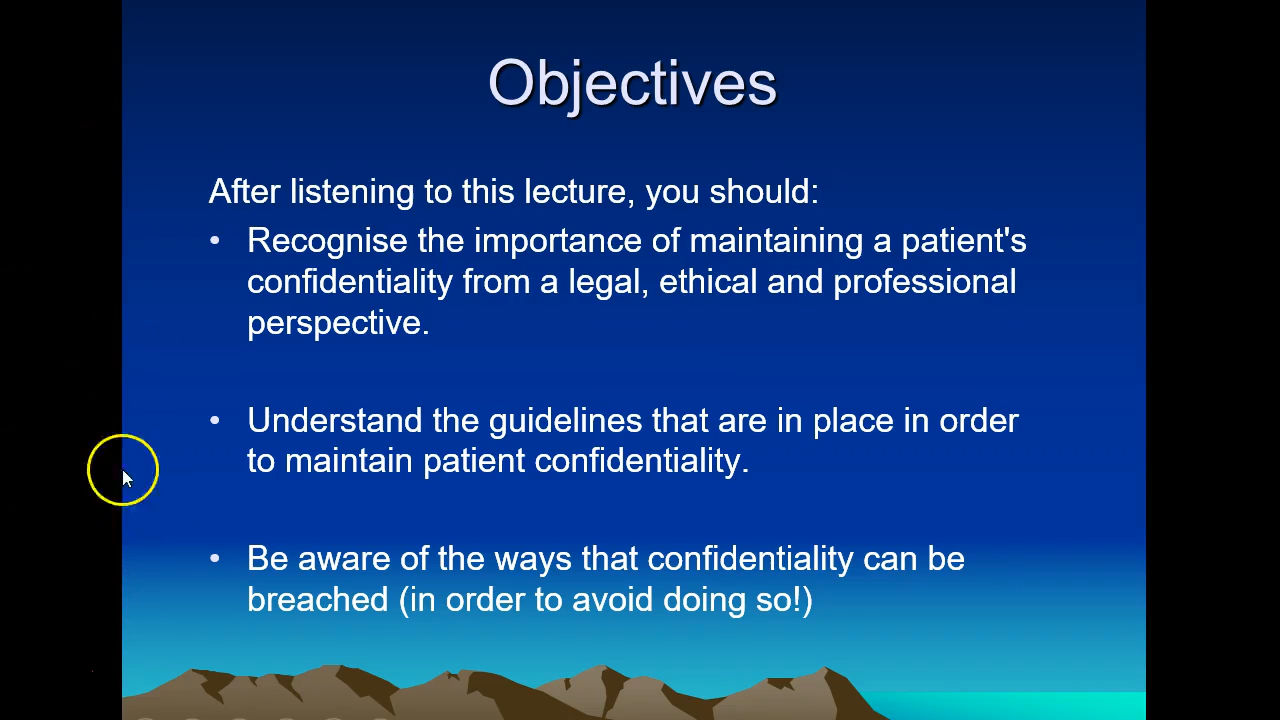 Objectives
After listening to this lecture, you should:
• Recognise the importance of maintaining a patient's
confidentiality from a legal, ethical and professional
perspective.
• Understand the guidelines that are in place in order
to maintain patient confidentiality.
• Be aware of the ways that confidentiality can be
breached (in order to avoid doing so!)